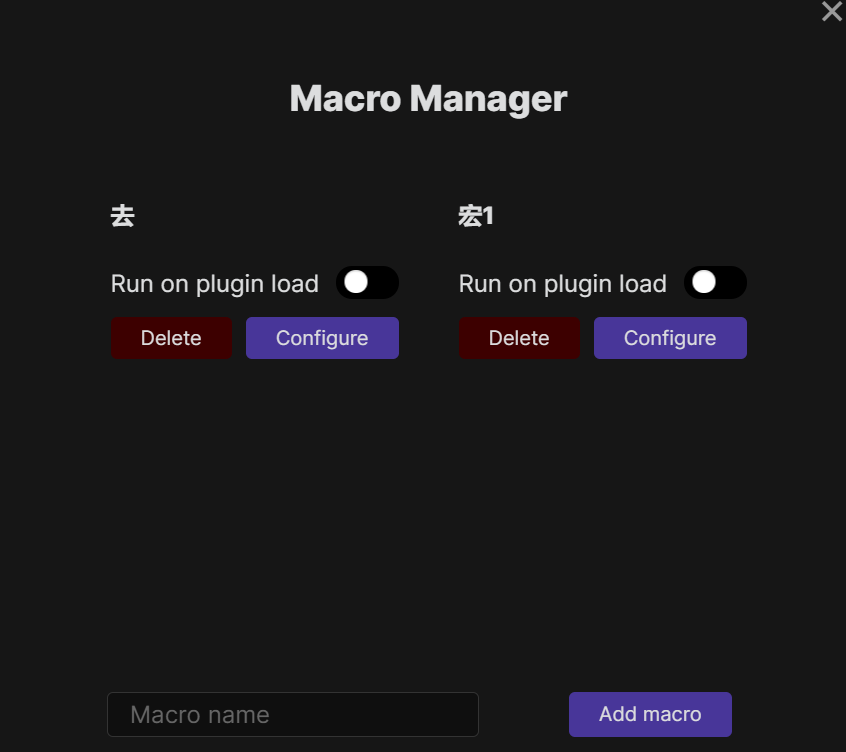 Macro Manager
去
宏1
Run on plugin load
Run on plugin load
Delete
Configure
Delete
Configure
Macro name
Add macro